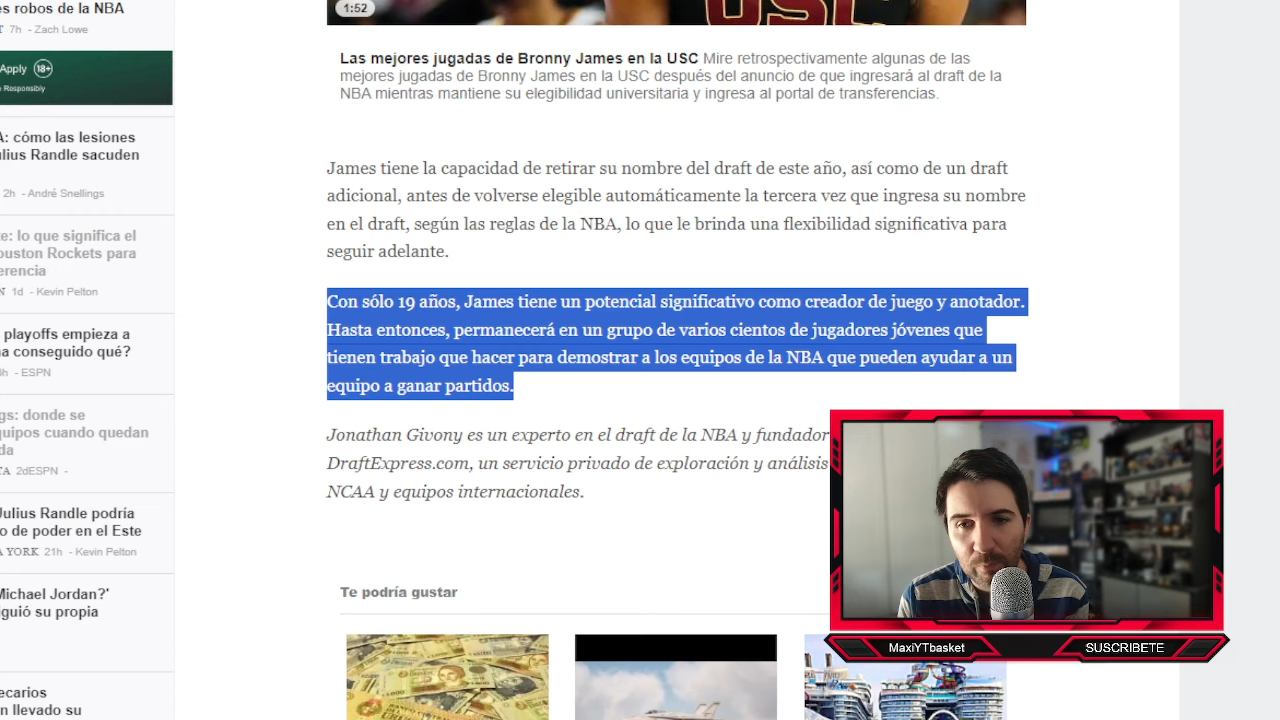 es robos de la NBA
7h - Zach Lowe
Apply 18+
Responsibly
A: cómo las lesiones
ulius Randle sacuden
2h - André Snellings
te: lo que significa el
ouston Rockets para
erencia
1d - Kevin Pelton
playoffs empieza a
a conseguido qué?
h - ESPN
gs: donde se
quipos cuando quedan
da
TA 2dESPN -
Julius Randle podría
o de poder en el Este
A YORK 21h - Kevin Pelton
Michael Jordan?'
guió su propia
ecarios
n llevado su
1:52
USC
Las mejores jugadas de Bronny James en la USC Mire retrospectivamente algunas de las
mejores jugadas de Bronny James en la USC después del anuncio de que ingresará al draft de la
NBA mientras mantiene su elegibilidad universitaria y ingresa al portal de transferencias.
James tiene la capacidad de retirar su nombre del draft de este año, así como de un draft
adicional, antes de volverse elegible automáticamente la tercera vez que ingresa su nombre
en el draft, según las reglas de la NBA, lo que le brinda una flexibilidad significativa para
seguir adelante.
Con sólo 19 años, James tiene un potencial significativo como creador de juego y anotador.
Hasta entonces, permanecerá en un grupo de varios cientos de jugadores jóvenes que
tienen trabajo que hacer para demostrar a los equipos de la NBA que pueden ayudar a un
equipo a ganar partidos.
Jonathan Givony es un experto en el draft de la NBA y fundador
DraftExpress.com, un servicio privado de exploración y análisis
NCAA y equipos internacionales.
Te podría gustar
MaxiYTbasket
SUSCRIBETE